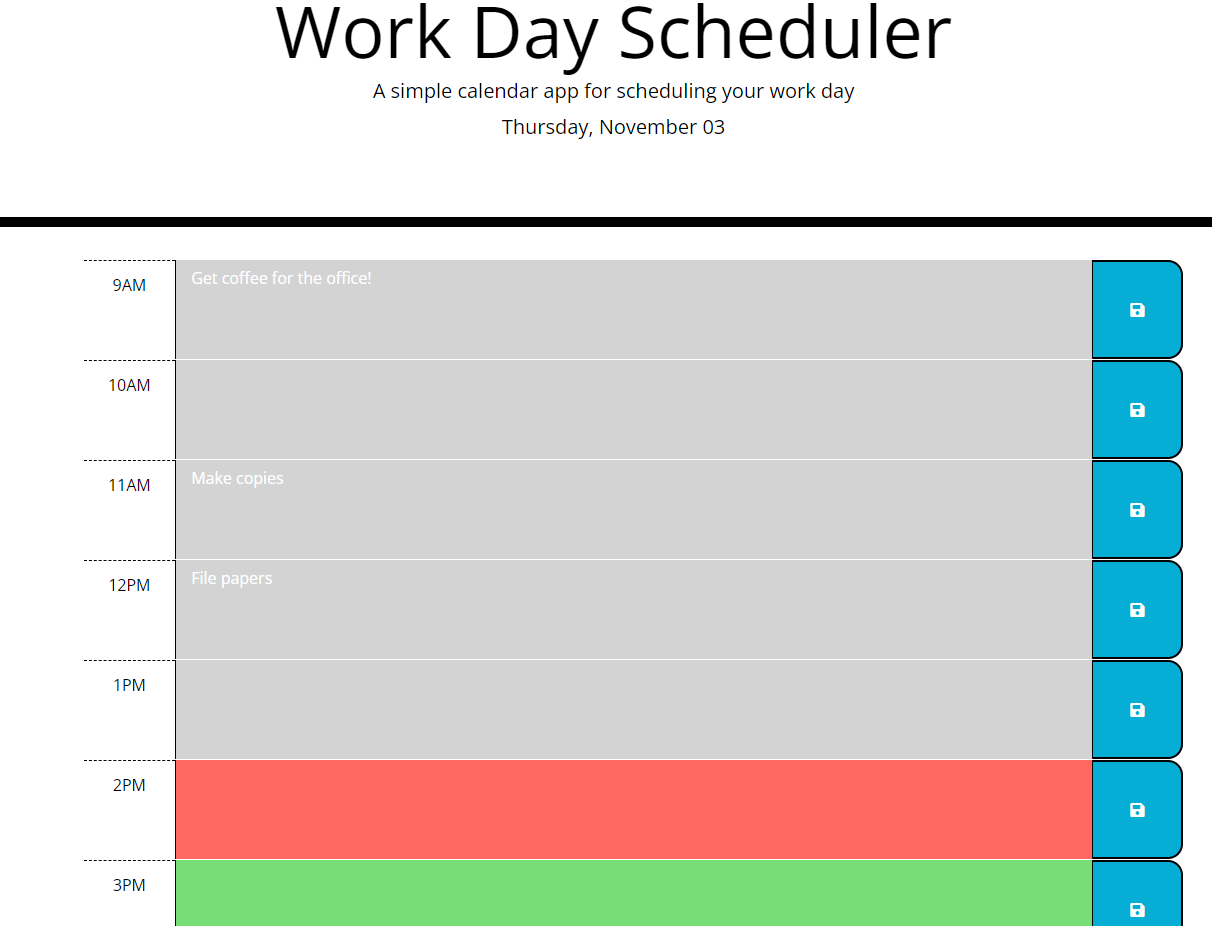 Work Day Scheduler
A simple calendar app for scheduling your work day
Thursday, November 03
9AM
Get coffee for the office!
10AM
11AM
Make copies
12PM
File papers
1PM
2PM
3PM